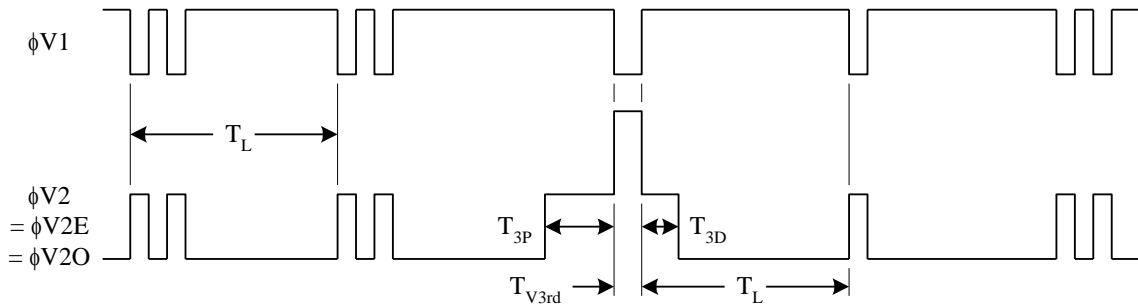 ϕV1
T_L
ϕV2
= ϕV2E
= ϕV2O
T_3P
T_3D
T_V3rd
T_L